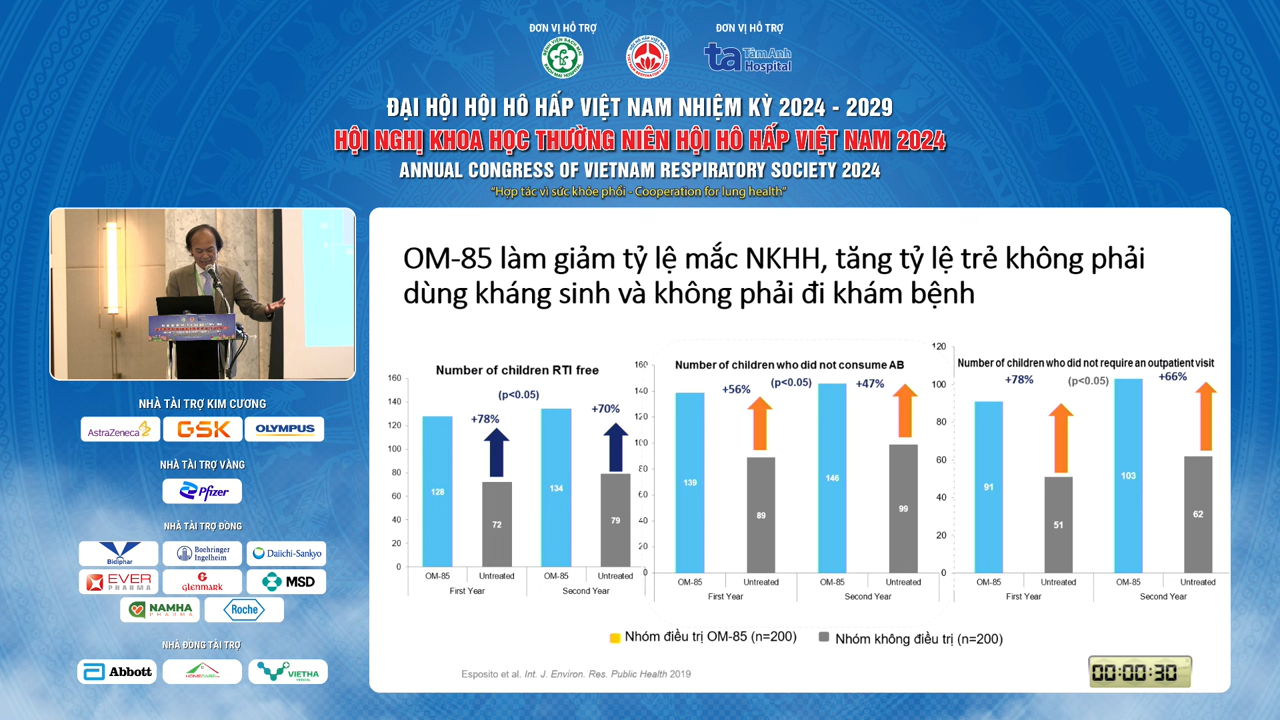 ĐƠN VỊ HỖ TRỢ
ĐƠN VỊ HỖ TRỢ
ta TâmAnh Hospital
ĐẠI HỘI HỘI HÔ HẤP VIỆT NAM NHIỆM KỲ 2024 - 2029
HỘI NGHỊ KHOA HỌC THƯỜNG NIÊN HỘI HÔ HẤP VIỆT NAM 2024
ANNUAL CONGRESS OF VIETNAM RESPIRATORY SOCIETY 2024
"Hợp tác vì sức khỏe phổi - Cooperation for lung health"
NHÀ TÀI TRỢ KIM CƯƠNG
AstraZeneca GSK OLYMPUS
NHÀ TÀI TRỢ VÀNG
Pfizer
NHÀ TÀI TRỢ ĐỒNG
Bidiphar Boehringer Ingelheim Daiichi-Sankyo
EVER PHARMA Glenmark MSD
NAMHA PHARMA Roche
NHÀ ĐỒNG TÀI TRỢ
Abbott VIETHA MEDICAL
OM-85 làm giảm tỷ lệ mắc NKHH, tăng tỷ lệ trẻ không phải
dùng kháng sinh và không phải đi khám bệnh
Number of children RTI free
(p<0.05)
+78% +70%
160
140
120
100
80
60
40
20
0
128 72 134 79
OM-85 Untreated OM-85 Untreated
First Year Second Year
Number of children who did not consume AB
+56% (p<0.05) +47%
160
140
120
100
80
60
40
20
0
139 89 146 99
OM-85 Untreated OM-85 Untreated
First Year Second Year
Number of children who did not require an outpatient visit
+78% (p<0.05) +66%
120
100
80
60
40
20
0
91 51 103 62
OM-85 Untreated OM-85 Untreated
First Year Second Year
Nhóm điều trị OM-85 (n=200) Nhóm không điều trị (n=200)
Esposito et al. Int. J. Environ. Res. Public Health 2019
00:00:30